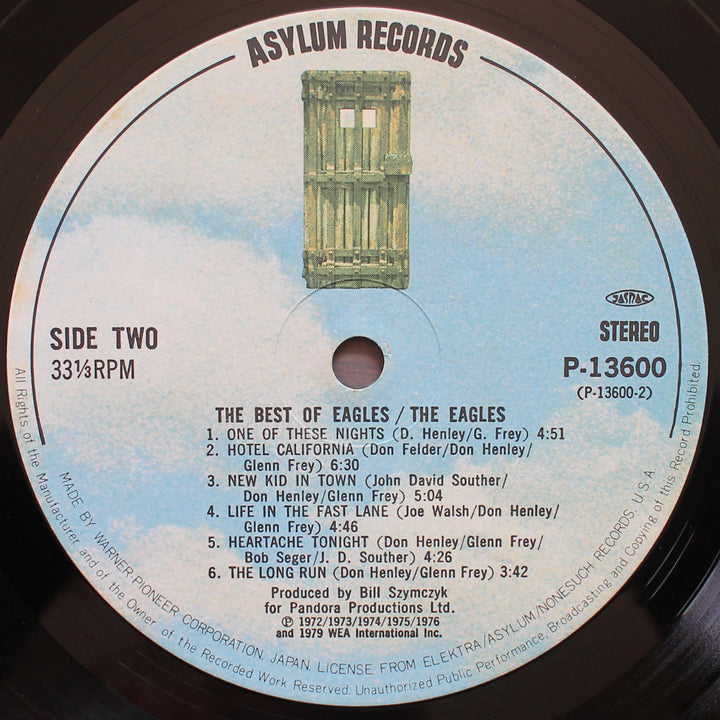 ASYLUM RECORDS
JASRAC
SIDE TWO
33⅓RPM
STEREO
P-13600
(P-13600-2)
THE BEST OF EAGLES / THE EAGLES
1. ONE OF THESE NIGHTS (D. Henley/G. Frey) 4:51
2. HOTEL CALIFORNIA (Don Felder/Don Henley/
Glenn Frey) 6:30
3. NEW KID IN TOWN (John David Souther/
Don Henley/Glenn Frey) 5:04
4. LIFE IN THE FAST LANE (Joe Walsh/Don Henley/
Glenn Frey) 4:46
5. HEARTACHE TONIGHT (Don Henley/Glenn Frey/
Bob Seger/J. D. Souther) 4:26
6. THE LONG RUN (Don Henley/Glenn Frey) 3:42
Produced by Bill Szymczyk
for Pandora Productions Ltd.
℗ 1972/1973/1974/1975/1976
and 1979 WEA International Inc.
MADE BY WARNER-PIONEER CORPORATION, JAPAN. LICENSE FROM ELEKTRA/ASYLUM/NONESUCH RECORDS, U.S.A.
All Rights of the Manufacturer and of the Owner of the Recorded Work Reserved. Unauthorized Public Performance, Broadcasting and Copying of this Record Prohibited.